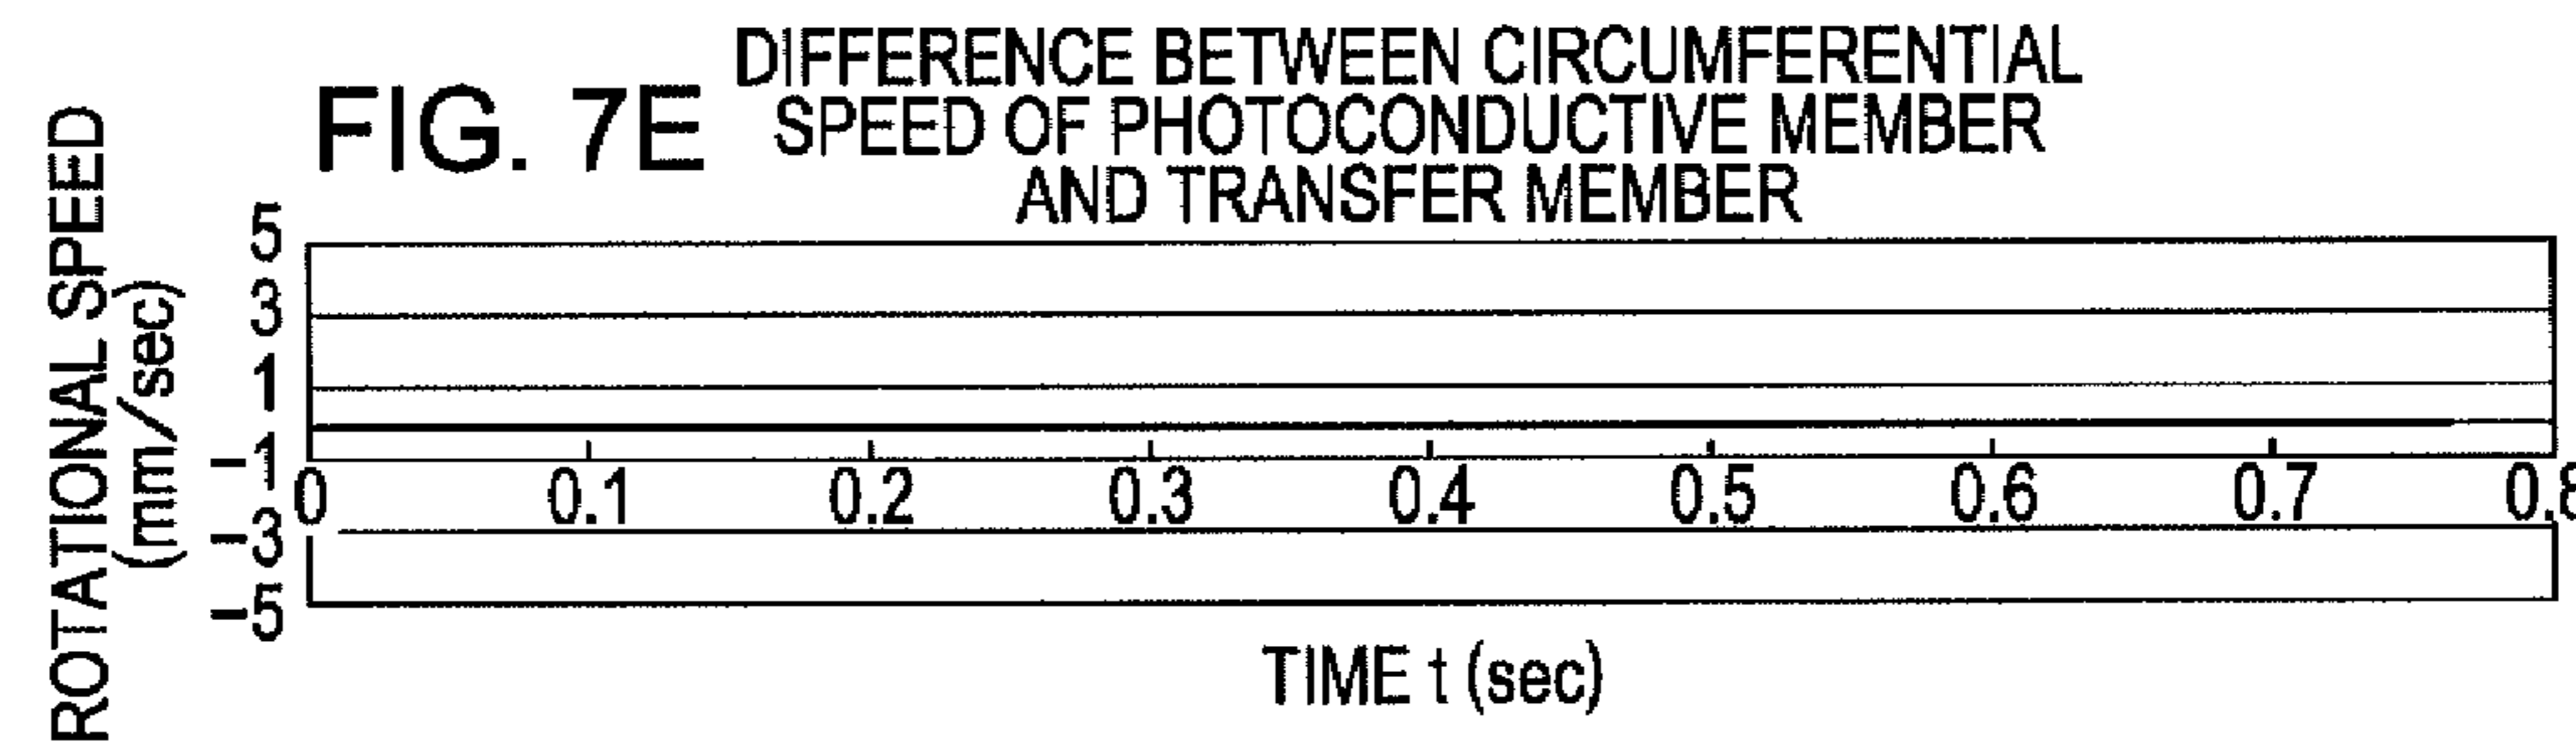 FIG. 7E
DIFFERENCE BETWEEN CIRCUMFERENTIAL
SPEED OF PHOTOCONDUCTIVE MEMBER
AND TRANSFER MEMBER
ROTATIONAL SPEED
(mm/sec)
5
3
1
-1
-3
-5
0 0.1 0.2 0.3 0.4 0.5 0.6 0.7 0.8
TIME t (sec)